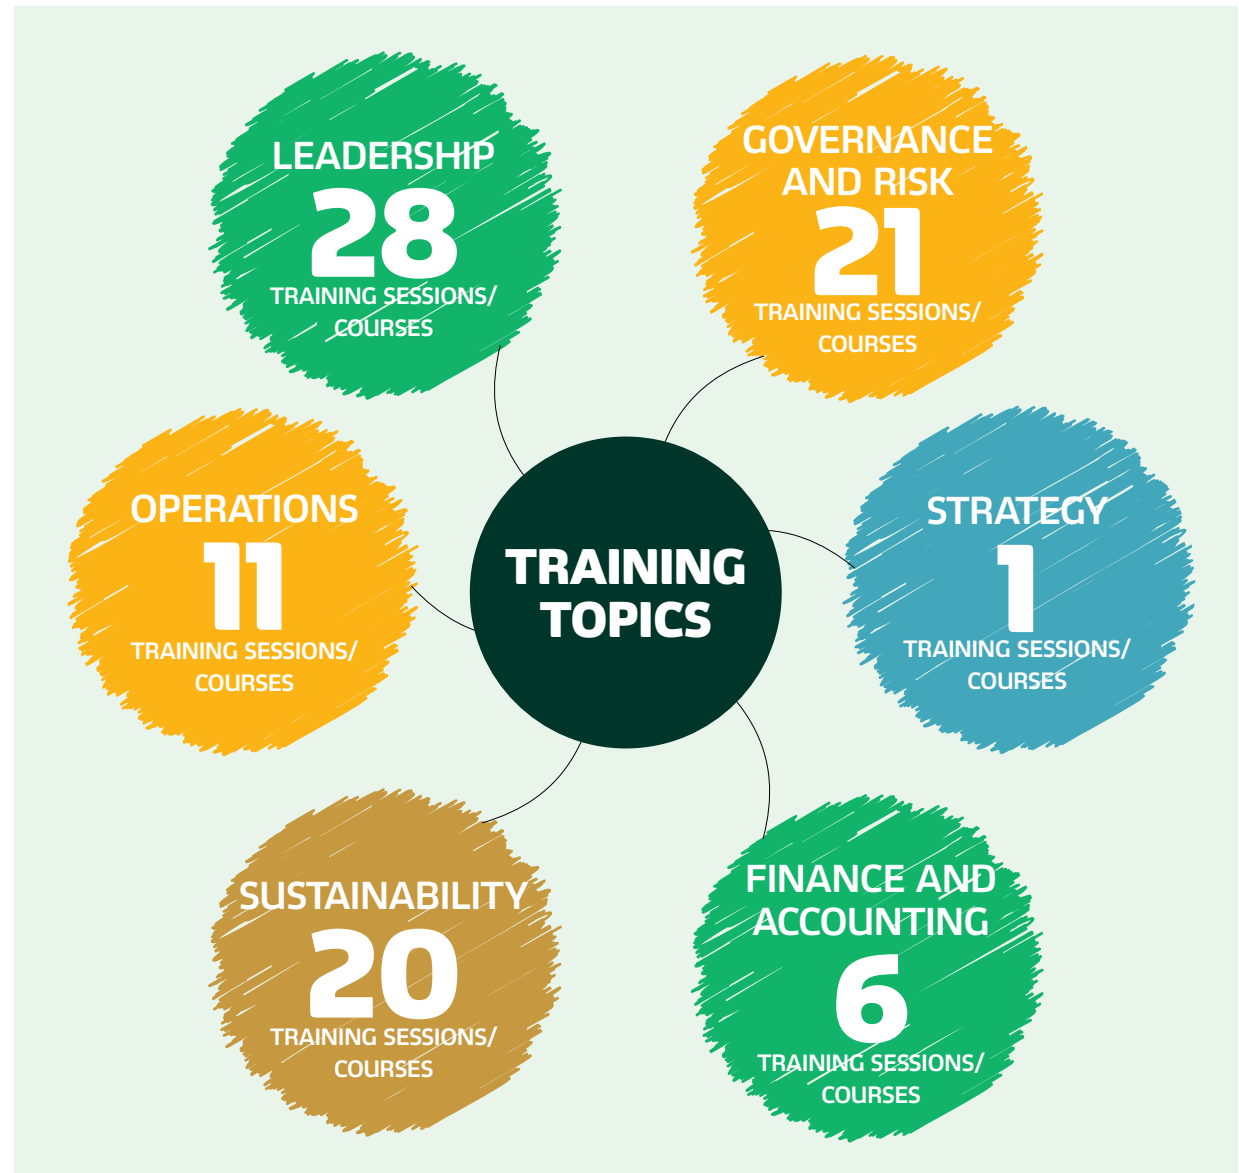 LEADERSHIP
28
TRAINING SESSIONS/
COURSES
GOVERNANCE
AND RISK
21
TRAINING SESSIONS/
COURSES
OPERATIONS
11
TRAINING SESSIONS/
COURSES
TRAINING
TOPICS
STRATEGY
1
TRAINING SESSIONS/
COURSES
SUSTAINABILITY
20
TRAINING SESSIONS/
COURSES
FINANCE AND
ACCOUNTING
6
TRAINING SESSIONS/
COURSES